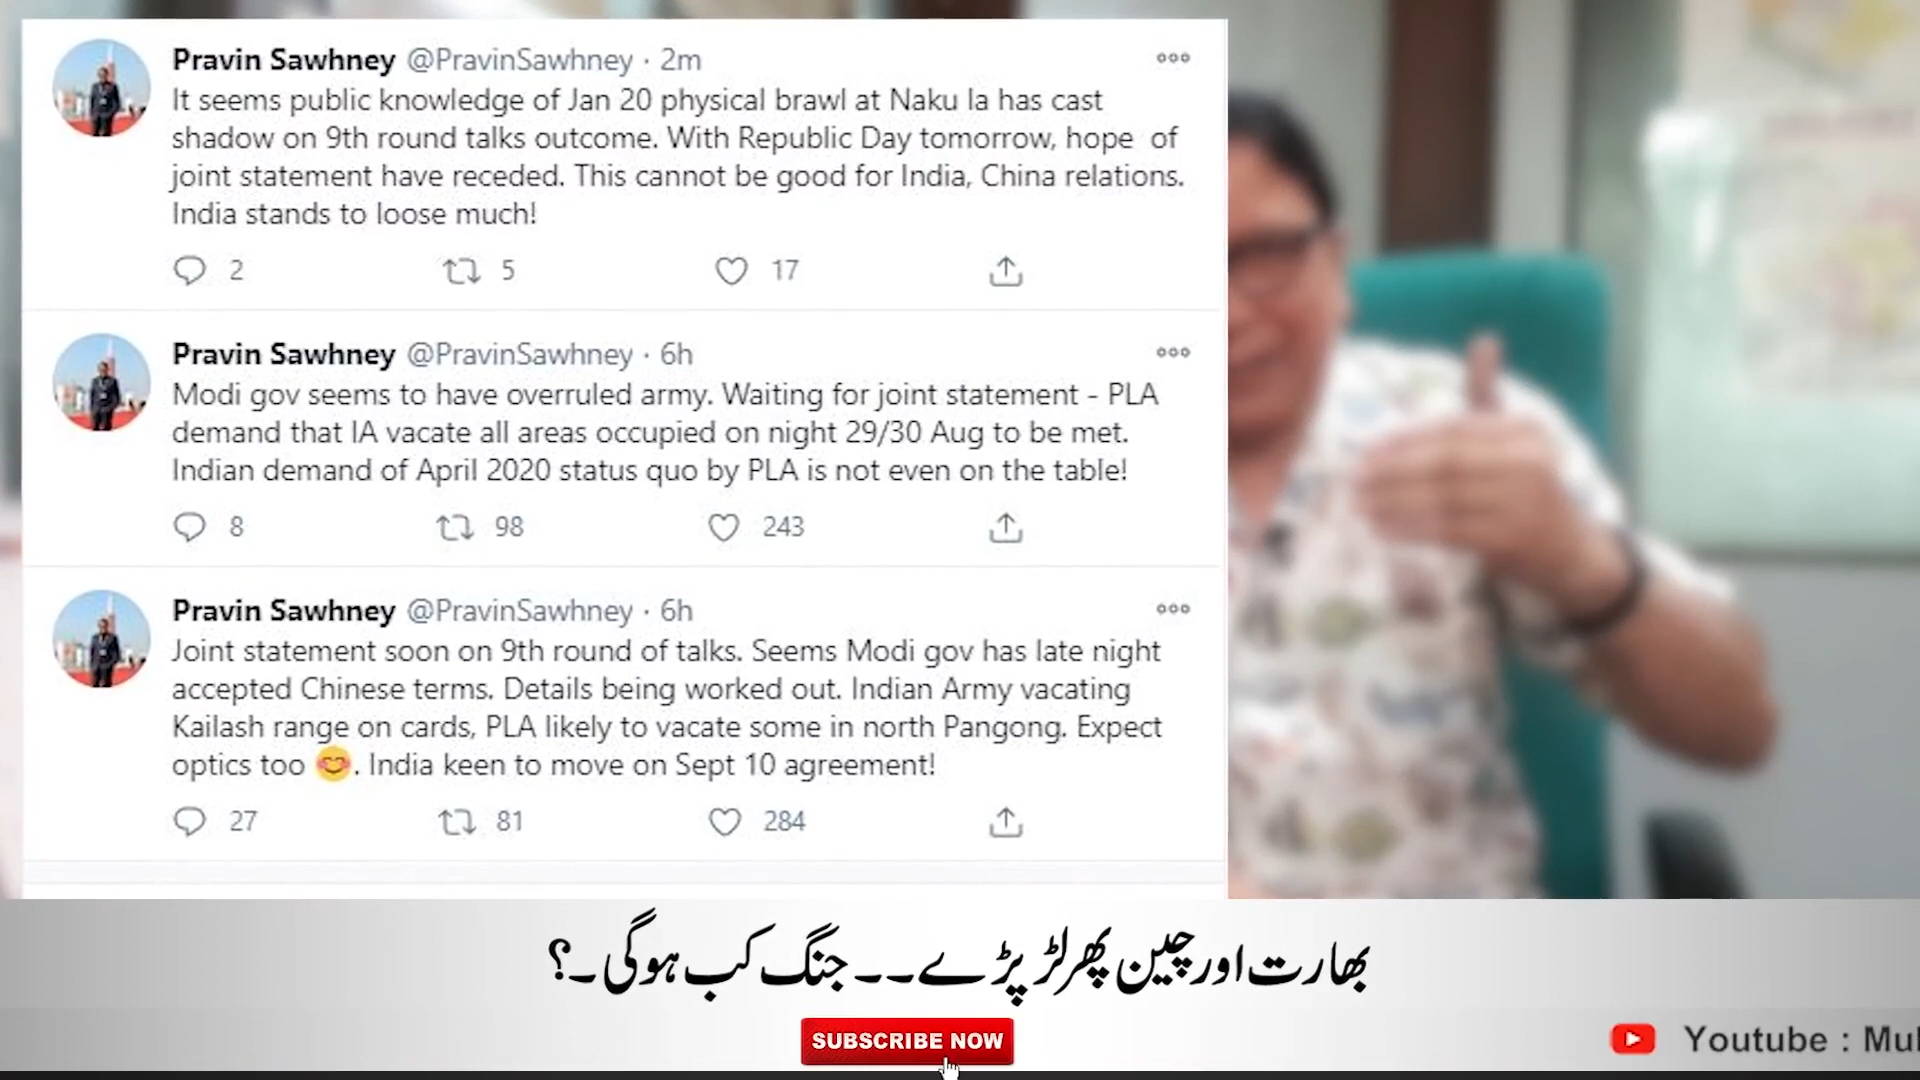 Pravin Sawhney @PravinSawhney · 2m
It seems public knowledge of Jan 20 physical brawl at Naku la has cast
shadow on 9th round talks outcome. With Republic Day tomorrow, hope of
joint statement have receded. This cannot be good for India, China relations.
India stands to loose much!
2 5 17
Pravin Sawhney @PravinSawhney · 6h
Modi gov seems to have overruled army. Waiting for joint statement - PLA
demand that IA vacate all areas occupied on night 29/30 Aug to be met.
Indian demand of April 2020 status quo by PLA is not even on the table!
8 98 243
Pravin Sawhney @PravinSawhney · 6h
Joint statement soon on 9th round of talks. Seems Modi gov has late night
accepted Chinese terms. Details being worked out. Indian Army vacating
Kailash range on cards, PLA likely to vacate some in north Pangong. Expect
optics too 😊. India keen to move on Sept 10 agreement!
27 81 284
بھارت اور چین پھر لڑ پڑے ۔۔ جنگ کب ہوگی ۔؟
SUBSCRIBE NOW
Youtube : Mu